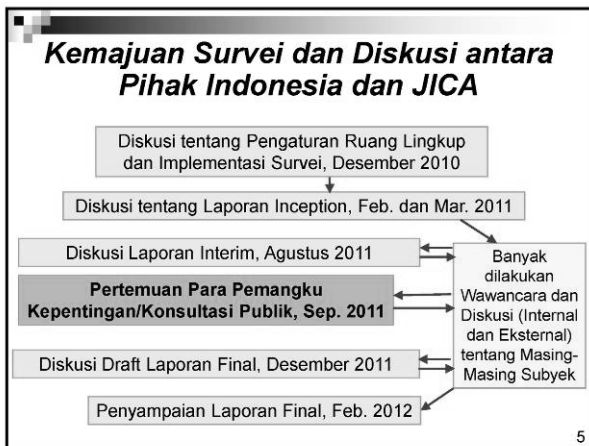 Kemajuan Survei dan Diskusi antara
Pihak Indonesia dan JICA
Diskusi tentang Pengaturan Ruang Lingkup
dan Implementasi Survei, Desember 2010
Diskusi tentang Laporan Inception, Feb. dan Mar. 2011
Diskusi Laporan Interim, Agustus 2011
Pertemuan Para Pemangku
Kepentingan/Konsultasi Publik, Sep. 2011
Diskusi Draft Laporan Final, Desember 2011
Penyampaian Laporan Final, Feb. 2012
Banyak
dilakukan
Wawancara dan
Diskusi (Internal
dan Eksternal)
tentang Masing-
Masing Subyek
5